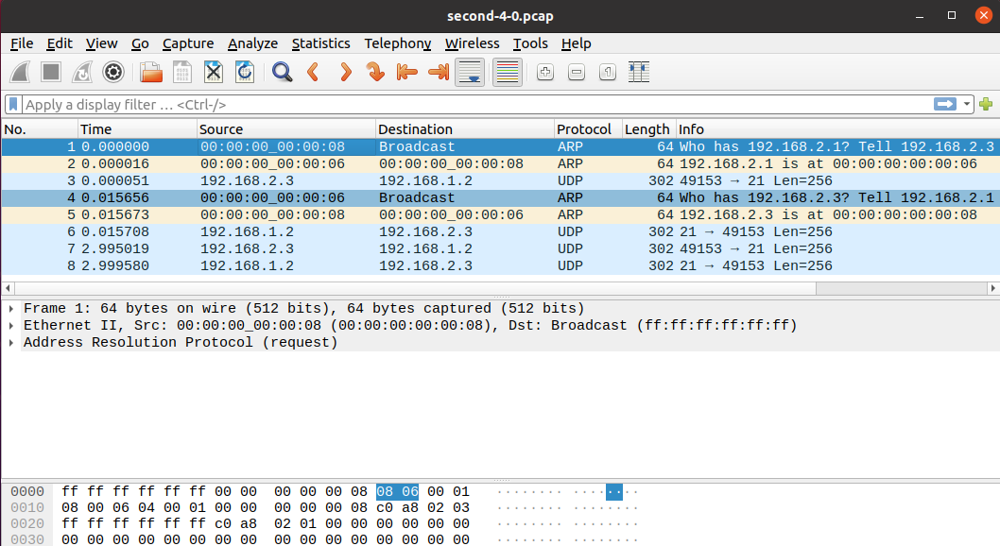 second-4-0.pcap
File Edit View Go Capture Analyze Statistics Telephony Wireless Tools Help
Apply a display filter … <Ctrl-/>
No. Time Source Destination Protocol Length Info
1 0.000000 00:00:00_00:00:08 Broadcast ARP 64 Who has 192.168.2.1? Tell 192.168.2.3
2 0.000016 00:00:00_00:00:06 00:00:00_00:00:08 ARP 64 192.168.2.1 is at 00:00:00:00:00:06
3 0.000051 192.168.2.3 192.168.1.2 UDP 302 49153 → 21 Len=256
4 0.015656 00:00:00_00:00:06 Broadcast ARP 64 Who has 192.168.2.3? Tell 192.168.2.1
5 0.015673 00:00:00_00:00:08 00:00:00_00:00:06 ARP 64 192.168.2.3 is at 00:00:00:00:00:08
6 0.015708 192.168.1.2 192.168.2.3 UDP 302 21 → 49153 Len=256
7 2.995019 192.168.2.3 192.168.1.2 UDP 302 49153 → 21 Len=256
8 2.999580 192.168.1.2 192.168.2.3 UDP 302 21 → 49153 Len=256
Frame 1: 64 bytes on wire (512 bits), 64 bytes captured (512 bits)
Ethernet II, Src: 00:00:00_00:00:08 (00:00:00:00:00:08), Dst: Broadcast (ff:ff:ff:ff:ff:ff)
Address Resolution Protocol (request)
0000 ff ff ff ff ff ff 00 00 00 00 00 08 08 06 00 01 ········ ········
0010 08 00 06 04 00 01 00 00 00 00 00 08 c0 a8 02 03 ········ ········
0020 ff ff ff ff ff ff c0 a8 02 01 00 00 00 00 00 00 ········ ········
0030 00 00 00 00 00 00 00 00 00 00 00 00 00 00 00 00 ········ ········